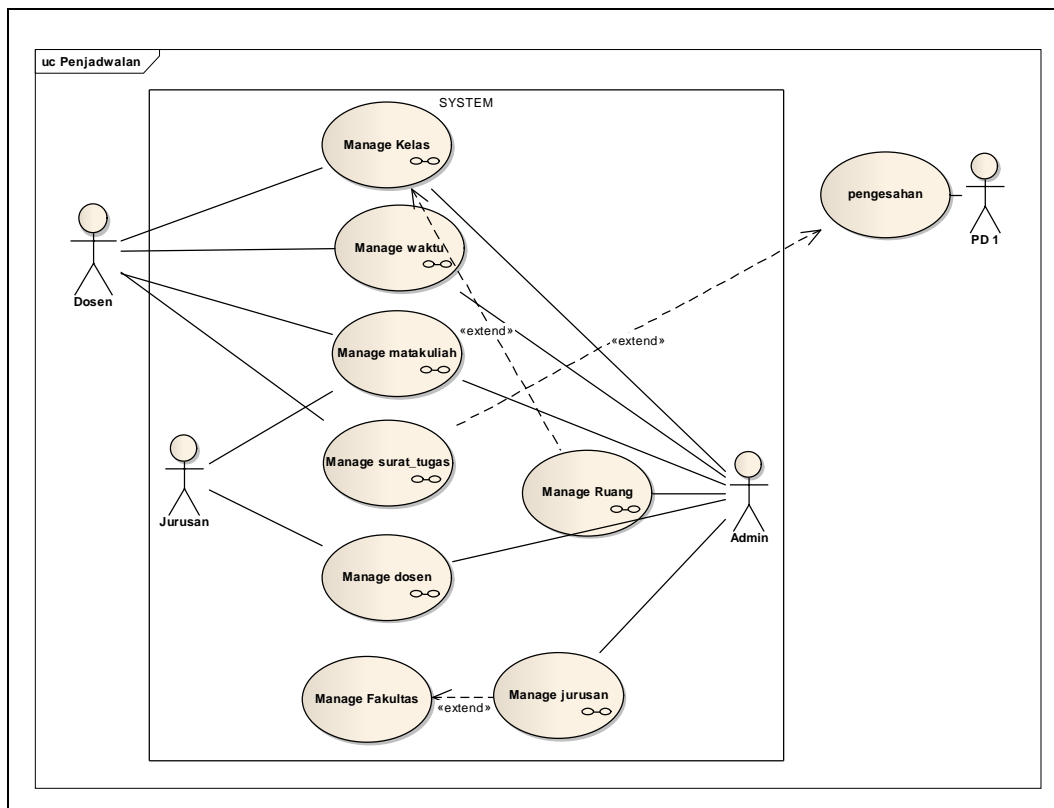 uc Penjadwalan
SYSTEM
Manage Kelas
pengesahan
PD 1
Dosen
Manage waktu
«extend»
«extend»
Manage matakuliah
Manage surat_tugas
Jurusan
Manage Ruang
Admin
Manage dosen
Manage Fakultas
«extend»
Manage jurusan